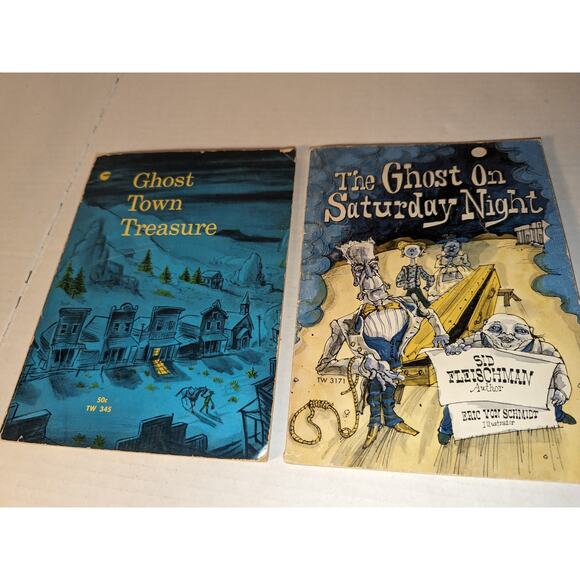 Ghost
Town
Treasure
50c
TW 345
The Ghost On
Saturday Night
TW 3171
SID
FLEISCHMAN
Author
ERIC VON SCHMIDT
Illustrator